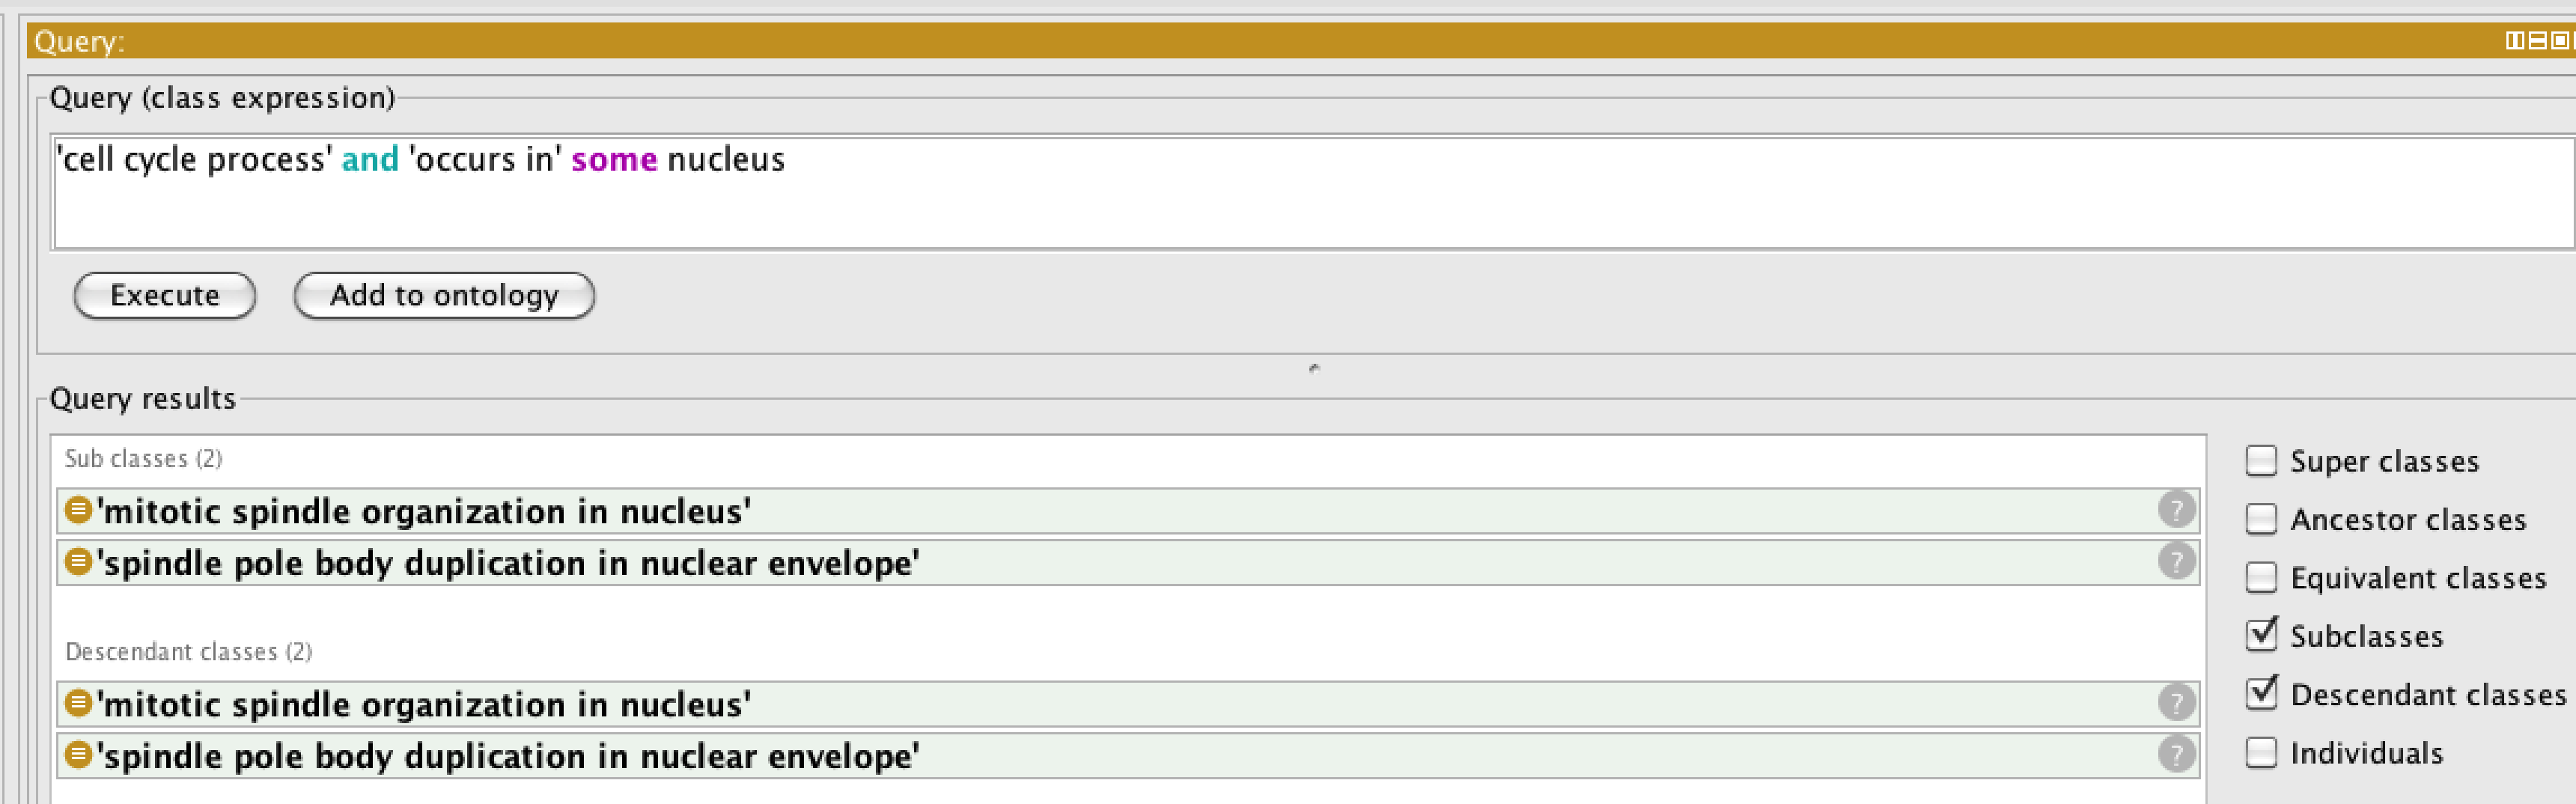 Query:
Query (class expression)
'cell cycle process' and 'occurs in' some nucleus
Execute
Add to ontology
Query results
Sub classes (2)
'mitotic spindle organization in nucleus'
?
'spindle pole body duplication in nuclear envelope'
?
Descendant classes (2)
'mitotic spindle organization in nucleus'
?
'spindle pole body duplication in nuclear envelope'
?
Super classes
Ancestor classes
Equivalent classes
Subclasses
Descendant classes
Individuals